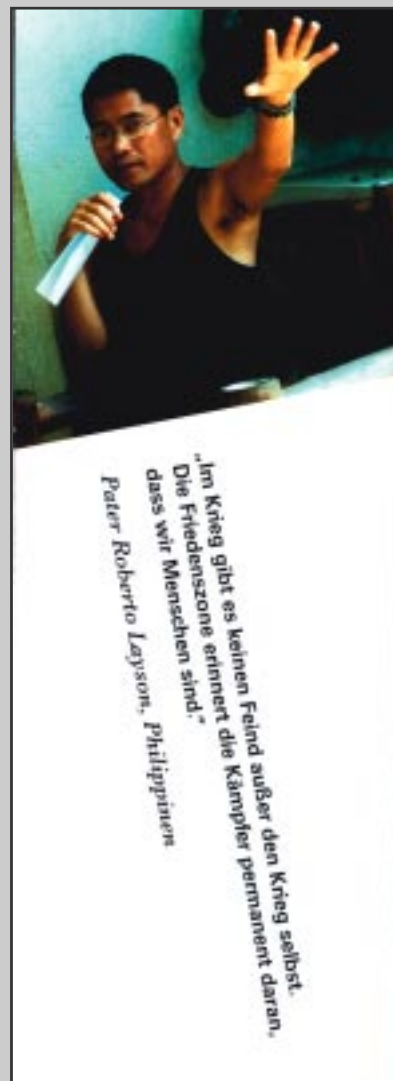 „Im Krieg gibt es keinen Feind außer den Krieg selbst.
Die Friedenszone erinnert die Kämpfer permanent daran,
dass wir Menschen sind.“
Pater Roberto Layson, Philippinen